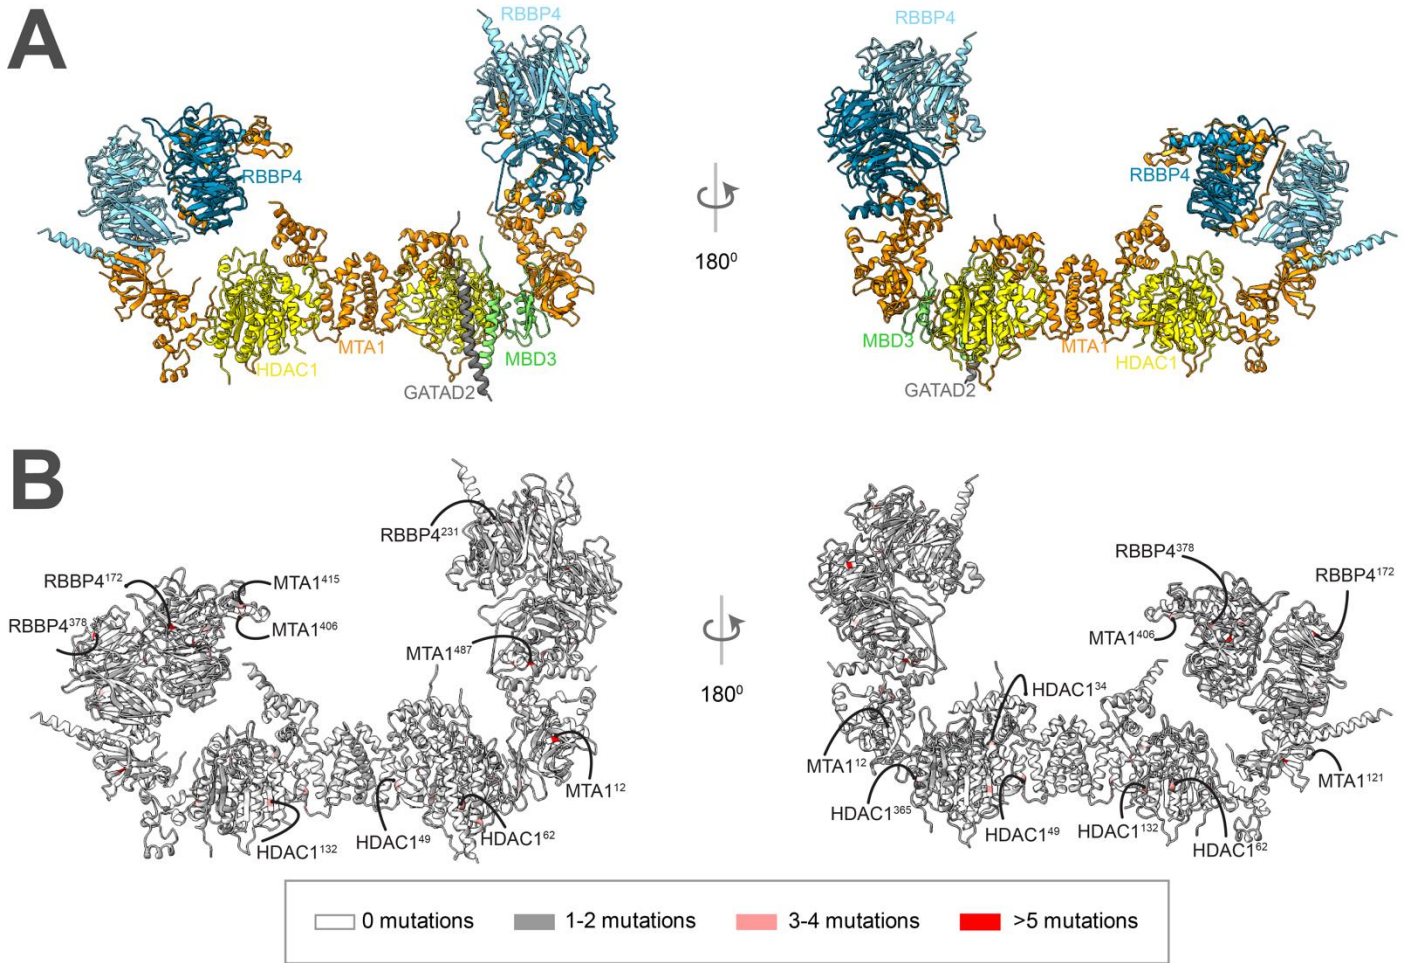 A
RBBP4
RBBP4
HDAC1
MTA1
GATAD2
MBD3
180⁰
RBBP4
RBBP4
MBD3
GATAD2
MTA1
HDAC1
B
RBBP4²³¹
RBBP4¹⁷²
MTA1⁴¹⁵
RBBP4³⁷⁸
MTA1⁴⁰⁶
MTA1⁴⁸⁷
MTA1¹²
HDAC1¹³²
HDAC1⁴⁹
HDAC1⁶²
180⁰
RBBP4³⁷⁸
RBBP4¹⁷²
MTA1⁴⁰⁶
HDAC1³⁴
MTA1¹²
MTA1¹²¹
HDAC1³⁶⁵
HDAC1⁴⁹
HDAC1¹³²
HDAC1⁶²
0 mutations 1-2 mutations 3-4 mutations >5 mutations